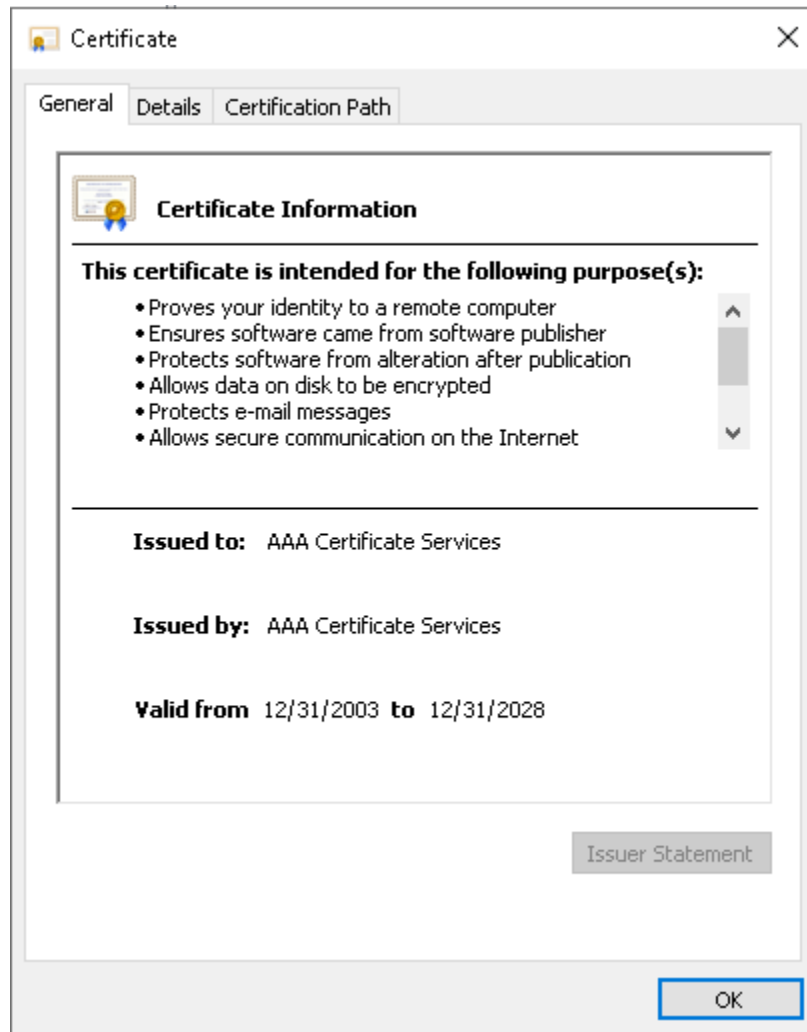 Certificate
General
Details
Certification Path
Certificate Information
This certificate is intended for the following purpose(s):
• Proves your identity to a remote computer
• Ensures software came from software publisher
• Protects software from alteration after publication
• Allows data on disk to be encrypted
• Protects e-mail messages
• Allows secure communication on the Internet
Issued to: AAA Certificate Services
Issued by: AAA Certificate Services
Valid from 12/31/2003 to 12/31/2028
Issuer Statement
OK